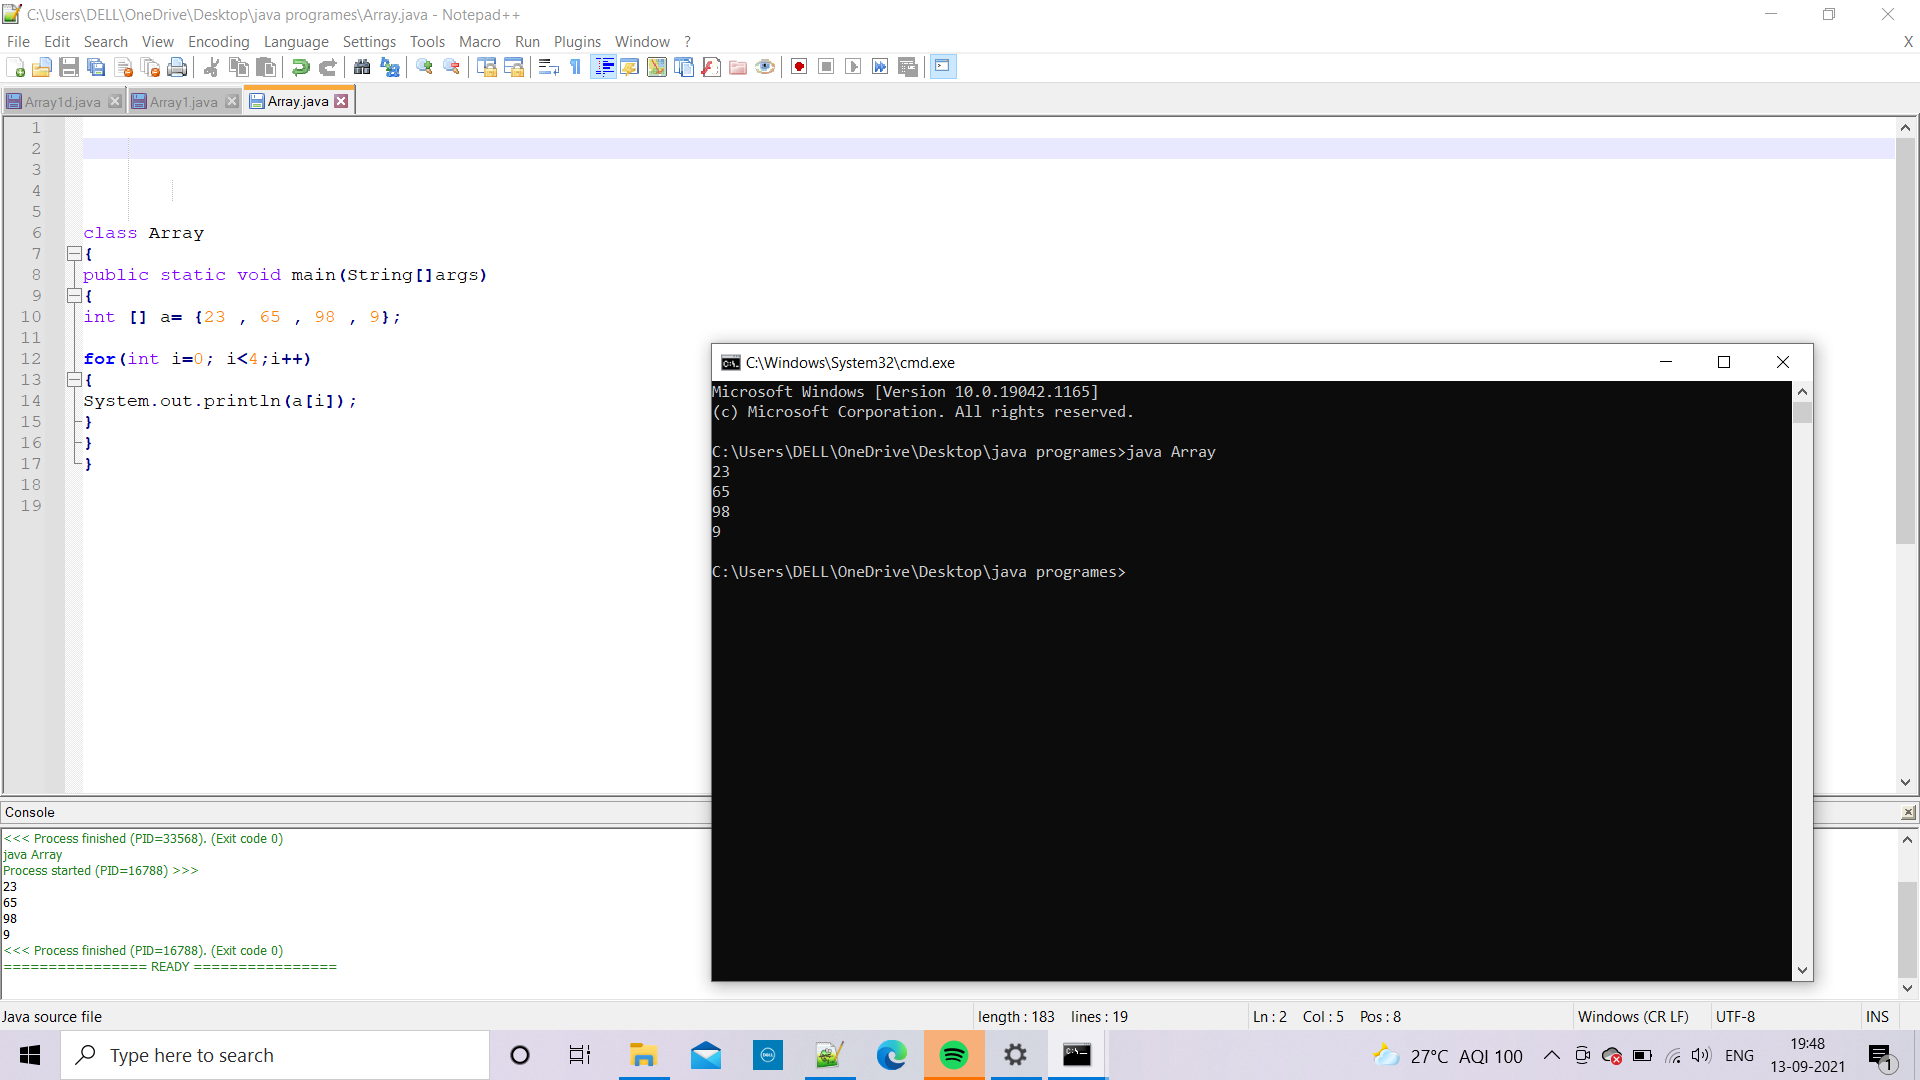 C:\Users\DELL\OneDrive\Desktop\java programes\Array.java - Notepad++
File Edit Search View Encoding Language Settings Tools Macro Run Plugins Window ? X
Array1d.java Array1.java Array.java
1
2
3
4
5
6 class Array
7 {
8 public static void main(String[]args)
9 {
10 int [] a= {23 , 65 , 98 , 9};
11
12 for(int i=0; i<4;i++)
13 {
14 System.out.println(a[i]);
15 }
16 }
17 }
18
19
C:\Windows\System32\cmd.exe
Microsoft Windows [Version 10.0.19042.1165]
(c) Microsoft Corporation. All rights reserved.
C:\Users\DELL\OneDrive\Desktop\java programes>java Array
23
65
98
9
C:\Users\DELL\OneDrive\Desktop\java programes>
Console
<<< Process finished (PID=33568). (Exit code 0)
java Array
Process started (PID=16788) >>>
23
65
98
9
<<< Process finished (PID=16788). (Exit code 0)
================ READY ================
Java source file length : 183 lines : 19 Ln : 2 Col : 5 Pos : 8 Windows (CR LF) UTF-8 INS
Type here to search 27°C AQI 100 ENG 19:48
13-09-2021 1